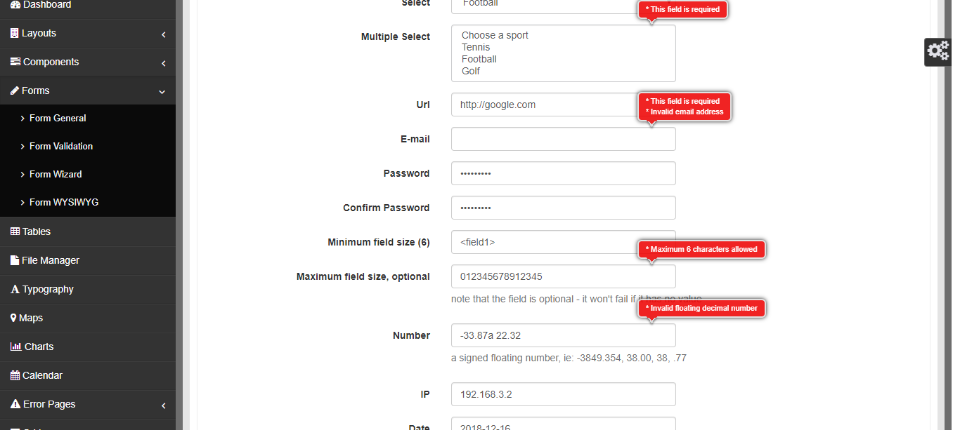 Dashboard
Layouts
Components
Forms
Form General
Form Validation
Form Wizard
Form WYSIWYG
Tables
File Manager
Typography
Maps
Charts
Calendar
Error Pages
Select
Football
* This field is required
Multiple Select
Choose a sport
Tennis
Football
Golf
Url
http://google.com
* This field is required
* Invalid email address
E-mail
Password
•••••••••
Confirm Password
•••••••••
Minimum field size (6)
<field1>
* Maximum 6 characters allowed
Maximum field size, optional
012345678912345
note that the field is optional - it won't fail if it has no value
* Invalid floating decimal number
Number
-33.87a 22.32
a signed floating number, ie: -3849.354, 38.00, 38, .77
IP
192.168.3.2
Date
2018-12-16